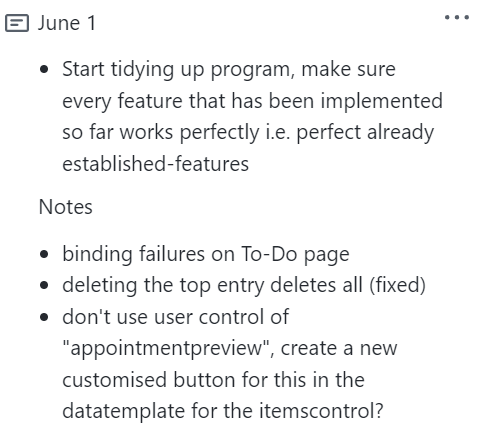 June 1
• Start tidying up program, make sure
every feature that has been implemented
so far works perfectly i.e. perfect already
established-features
Notes
• binding failures on To-Do page
• deleting the top entry deletes all (fixed)
• don't use user control of
"appointmentpreview", create a new
customised button for this in the
datatemplate for the itemscontrol?